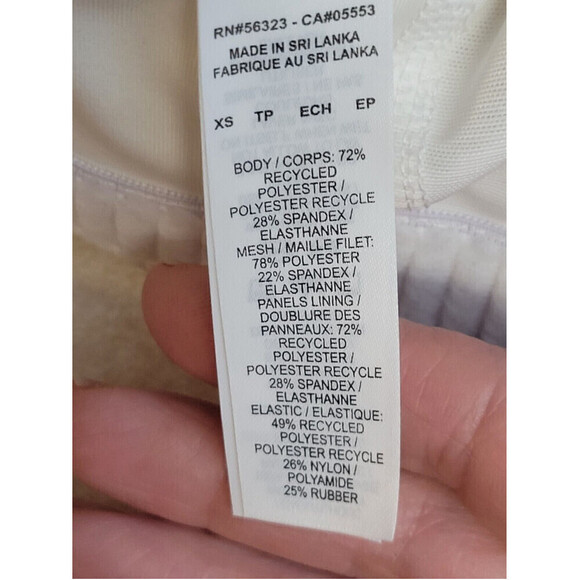 RN#56323 - CA#05553
MADE IN SRI LANKA
FABRIQUE AU SRI LANKA
XS TP ECH EP
BODY / CORPS: 72%
RECYCLED
POLYESTER /
POLYESTER RECYCLE
28% SPANDEX /
ELASTHANNE
MESH / MAILLE FILET:
78% POLYESTER
22% SPANDEX /
ELASTHANNE
PANELS LINING /
DOUBLURE DES
PANNEAUX: 72%
RECYCLED
POLYESTER /
POLYESTER RECYCLE
28% SPANDEX /
ELASTHANNE
ELASTIC / ELASTIQUE:
49% RECYCLED
POLYESTER /
POLYESTER RECYCLE
26% NYLON /
POLYAMIDE
25% RUBBER